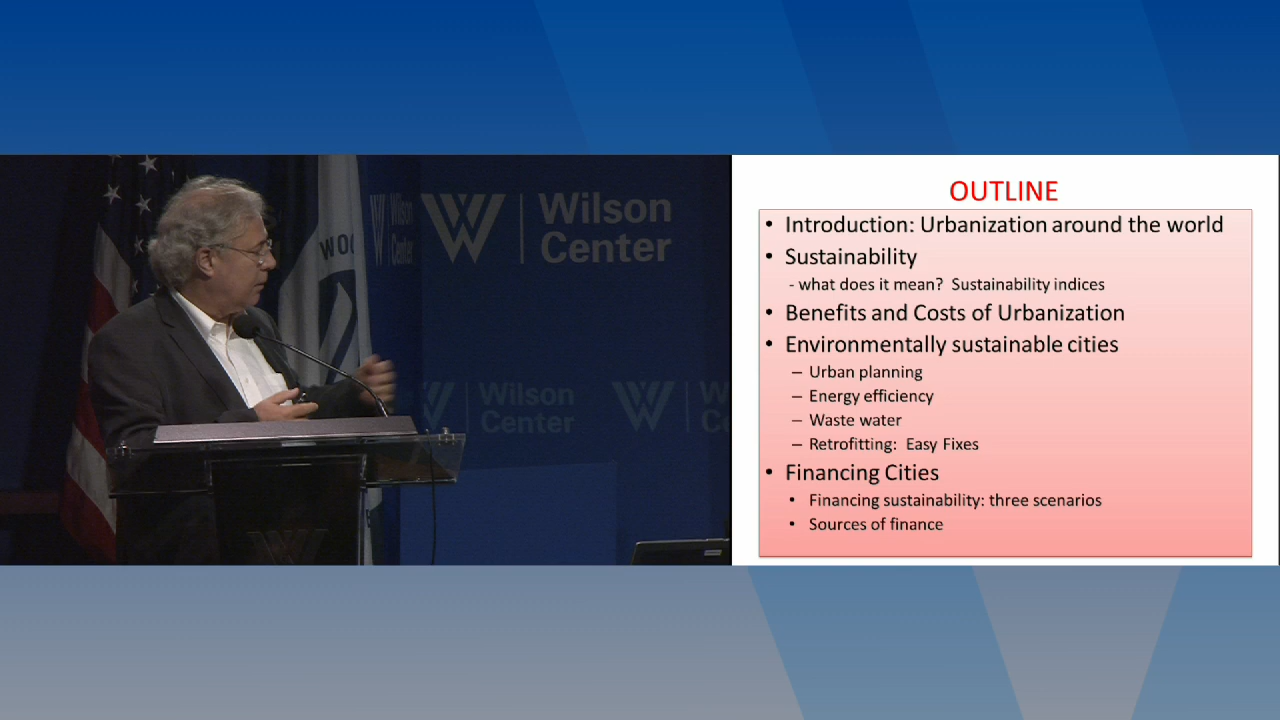 WOO
Wilson
Center
Wilson
Center
Wilson
Center
W
C
OUTLINE
• Introduction: Urbanization around the world
• Sustainability
- what does it mean? Sustainability indices
• Benefits and Costs of Urbanization
• Environmentally sustainable cities
– Urban planning
– Energy efficiency
– Waste water
– Retrofitting: Easy Fixes
• Financing Cities
• Financing sustainability: three scenarios
• Sources of finance